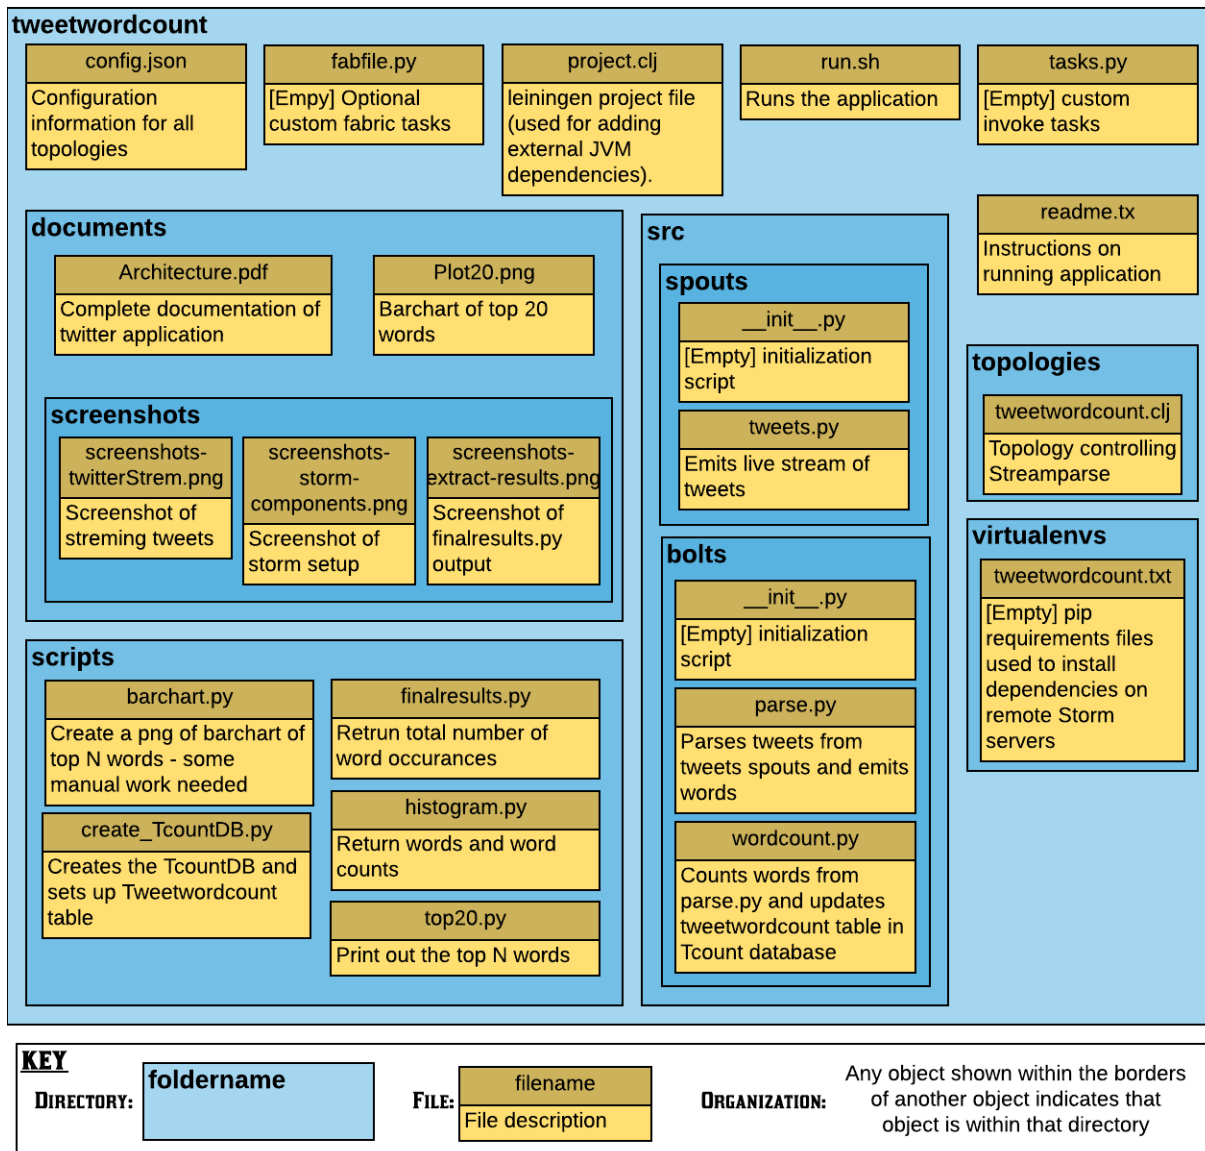 tweetwordcount
config.json
Configuration
information for all
topologies
fabfile.py
[Empy] Optional
custom fabric tasks
project.clj
leiningen project file
(used for adding
external JVM
dependencies).
run.sh
Runs the application
tasks.py
[Empty] custom
invoke tasks
readme.tx
Instructions on
running application
documents
Architecture.pdf
Complete documentation of
twitter application
Plot20.png
Barchart of top 20
words
screenshots
screenshots-
twitterStrem.png
Screenshot of
streming tweets
screenshots-
storm-
components.png
Screenshot of
storm setup
screenshots-
extract-results.png
Screenshot of
finalresults.py
output
scripts
barchart.py
Create a png of barchart of
top N words - some
manual work needed
create_TcountDB.py
Creates the TcountDB and
sets up Tweetwordcount
table
finalresults.py
Retrun total number of
word occurances
histogram.py
Return words and word
counts
top20.py
Print out the top N words
src
spouts
__init__.py
[Empty] initialization
script
tweets.py
Emits live stream of
tweets
bolts
__init__.py
[Empty] initialization
script
parse.py
Parses tweets from
tweets spouts and emits
words
wordcount.py
Counts words from
parse.py and updates
tweetwordcount table in
Tcount database
topologies
tweetwordcount.clj
Topology controlling
Streamparse
virtualenvs
tweetwordcount.txt
[Empty] pip
requirements files
used to install
dependencies on
remote Storm
servers
KEY
DIRECTORY:
foldername
FILE:
filename
File description
ORGANIZATION:
Any object shown within the borders
of another object indicates that
object is within that directory